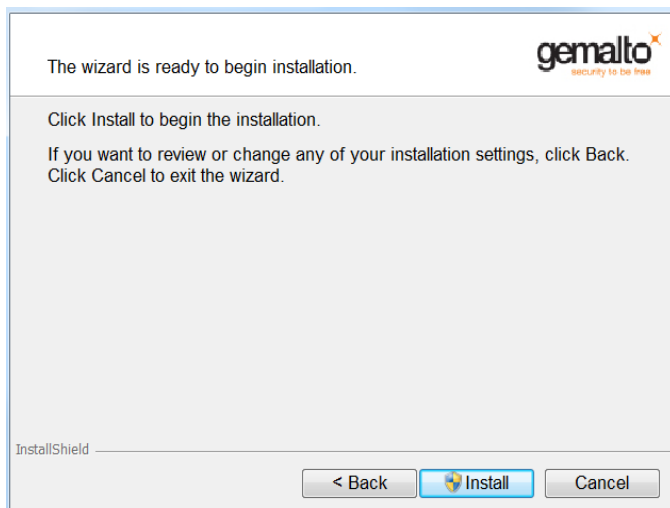 The wizard is ready to begin installation.
gemalto
security to be free
Click Install to begin the installation.
If you want to review or change any of your installation settings, click Back.
Click Cancel to exit the wizard.
InstallShield
< Back
Install
Cancel